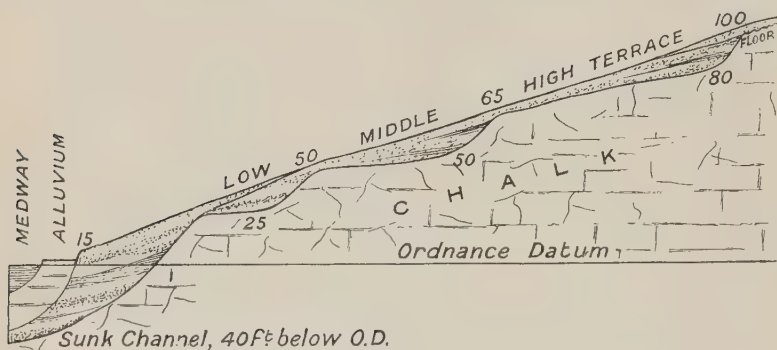 100
FLOOR
HIGH TERRACE
80
65
MIDDLE
50
50
LOW
25
CHALK
MEDWAY
ALLUVIUM
15
Ordnance Datum
Sunk Channel, 40Ft below O.D.